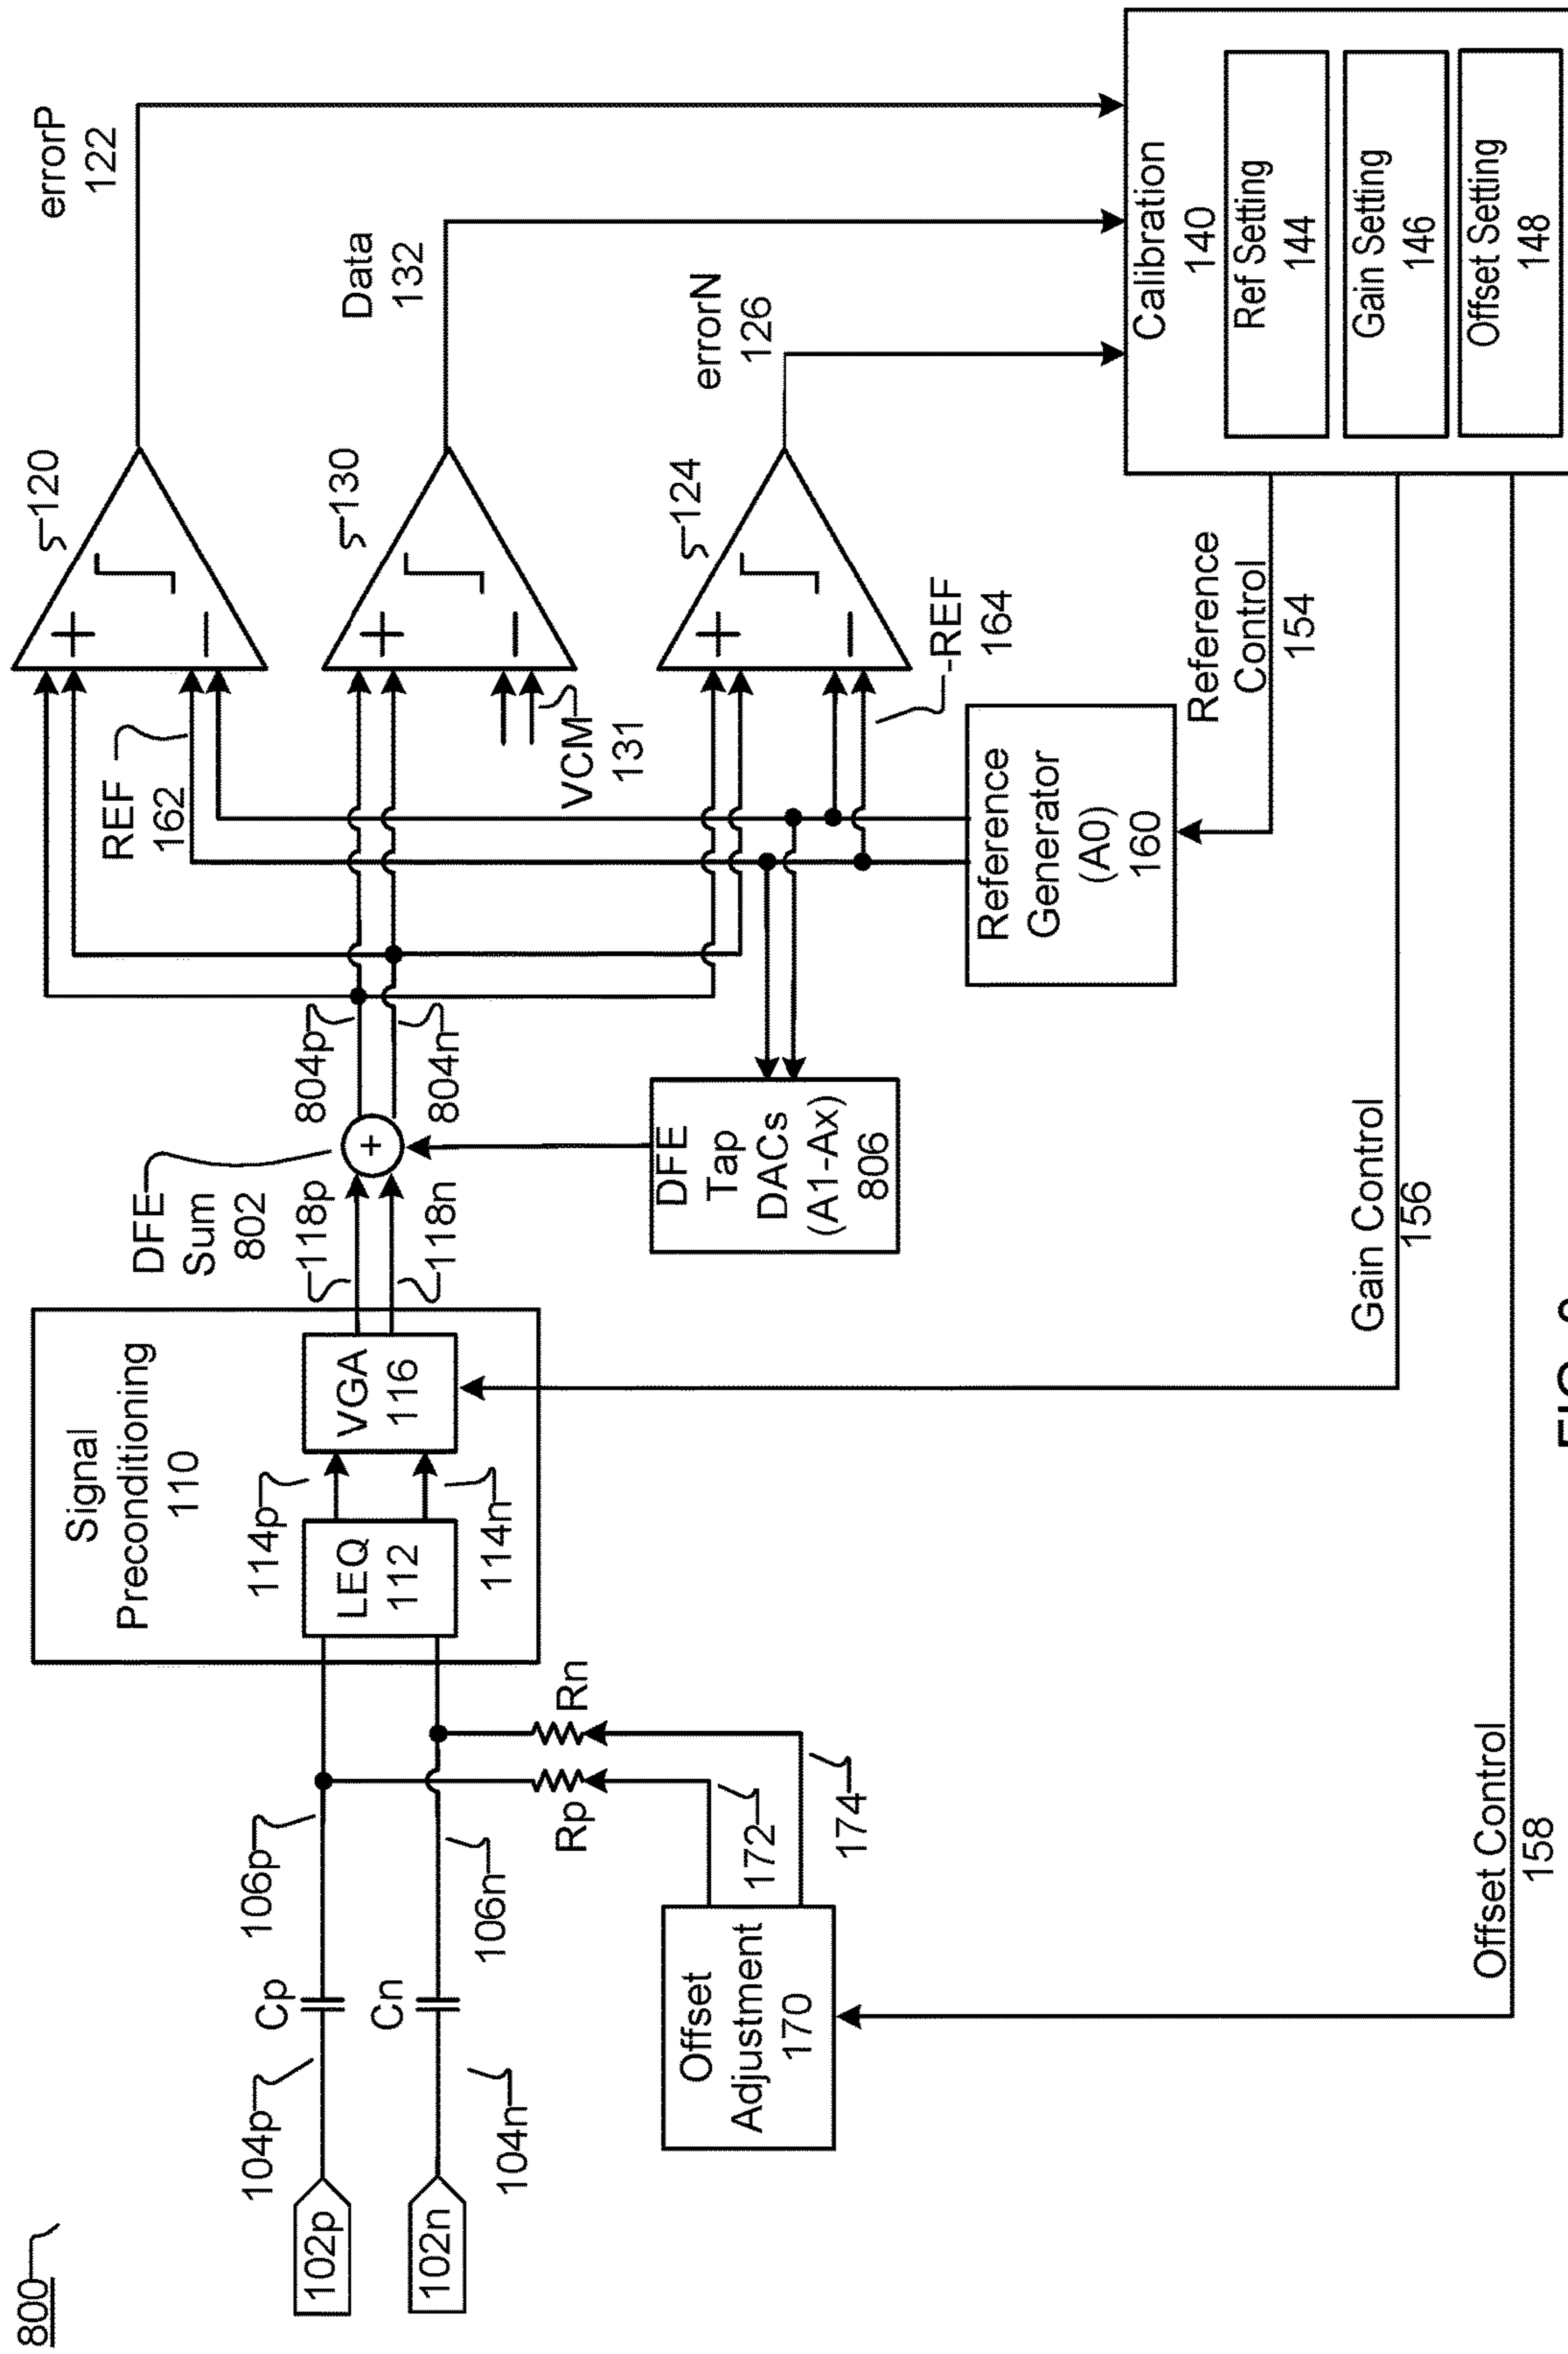 800
102p
102n
104p
104n
Cp
Cn
106p
106n
Rp
Rn
172
174
Offset
Adjustment
170
Signal
Preconditioning
110
LEQ
112
114p
114n
VGA
116
118p
118n
DFE
Sum
802
+
804p
804n
DFE
Tap
DACs
(A1-Ax)
806
REF
162
VCM
131
-REF
164
Reference
Generator
(A0)
160
+
−
120
+
−
130
+
−
124
errorP
122
Data
132
errorN
126
Calibration
140
Ref Setting
144
Gain Setting
146
Offset Setting
148
Reference
Control
154
Gain Control
156
Offset Control
158